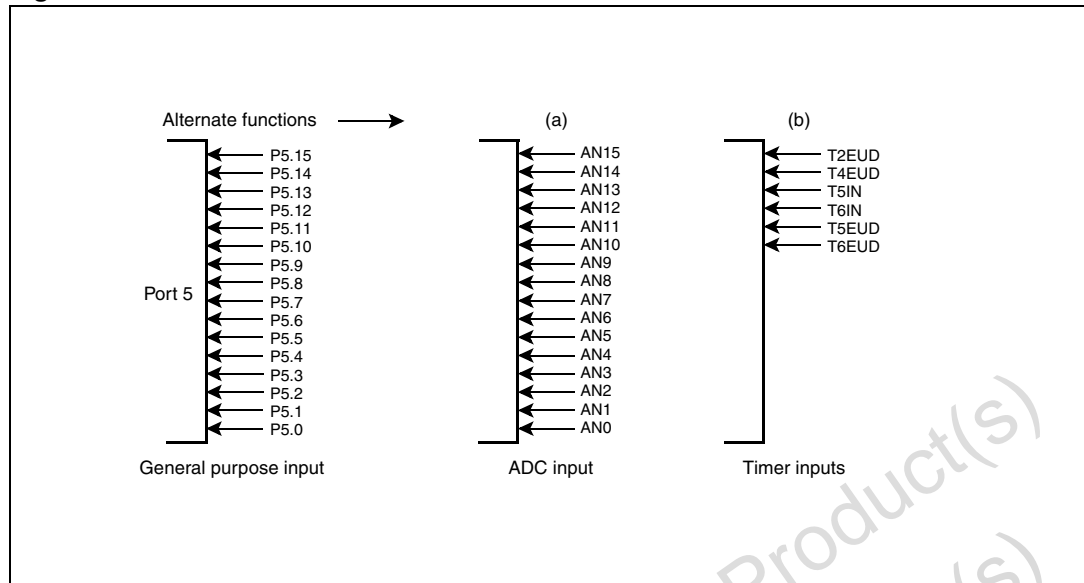 Alternate functions (a) (b)
P5.15 AN15 T2EUD
P5.14 AN14 T4EUD
P5.13 AN13 T5IN
P5.12 AN12 T6IN
P5.11 AN11 T5EUD
P5.10 AN10 T6EUD
P5.9 AN9
P5.8 AN8
Port 5 P5.7 AN7
P5.6 AN6
P5.5 AN5
P5.4 AN4
P5.3 AN3
P5.2 AN2
P5.1 AN1
P5.0 AN0
General purpose input ADC input Timer inputs
Product(s)